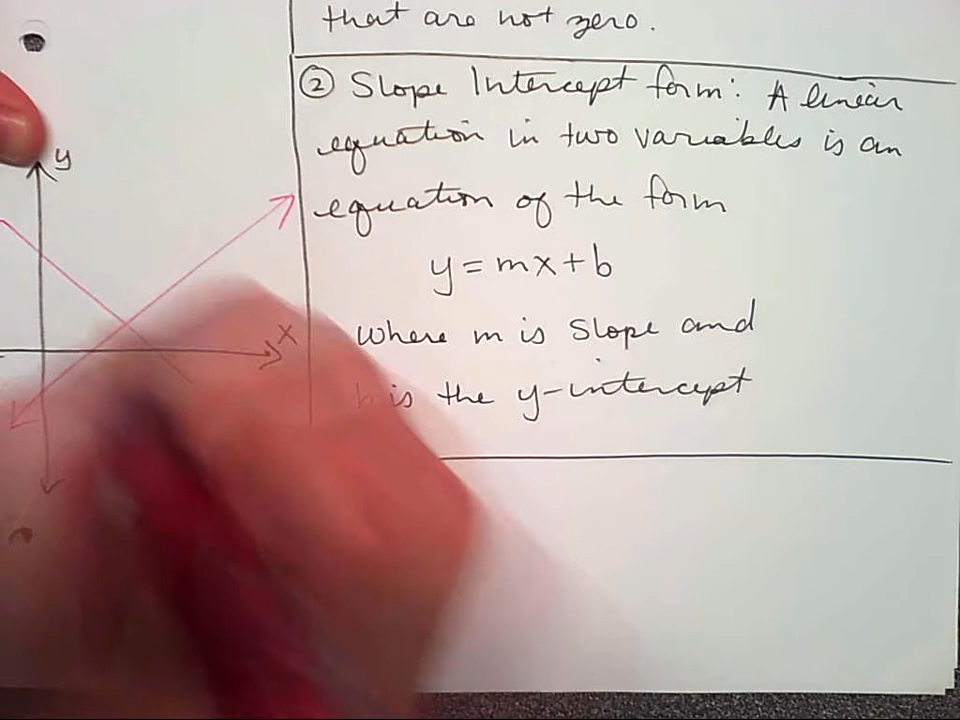 that are not zero.
② Slope Intercept form: A linear
equation in two variables is an
equation of the form
y
y = mx + b
x
where m is slope and
b is the y-intercept